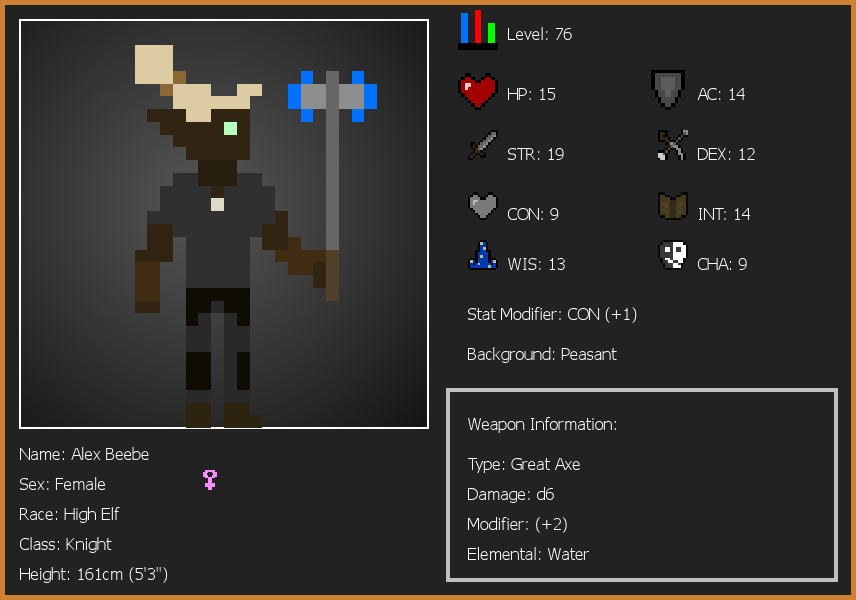 Level: 76
HP: 15
AC: 14
STR: 19
DEX: 12
CON: 9
INT: 14
WIS: 13
CHA: 9
Stat Modifier: CON (+1)
Background: Peasant
Weapon Information:
Type: Great Axe
Damage: d6
Modifier: (+2)
Elemental: Water
Name: Alex Beebe
Sex: Female
Race: High Elf
Class: Knight
Height: 161cm (5'3")